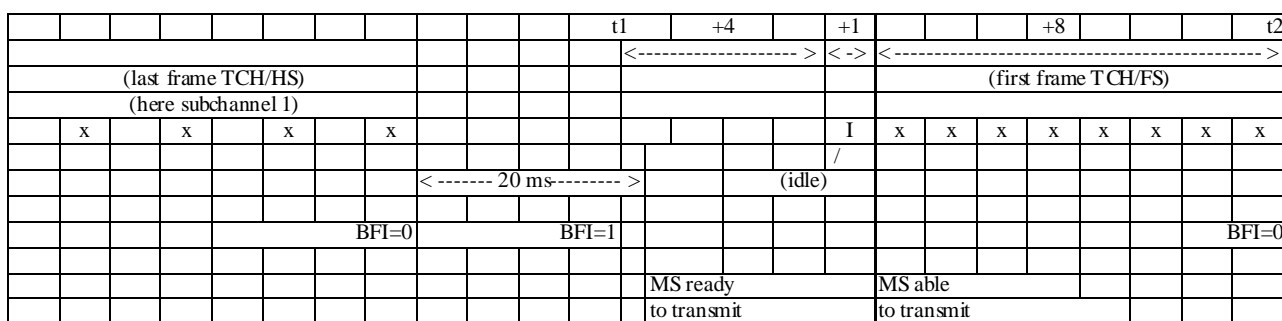 t1 +4 +1 +8 t2
<--------------------- > < -> <--------------------------------------------- >
(last frame TCH/HS) (first frame TCH/FS)
(here subchannel 1)
x x x x I x x x x x x x x
/
< ------- 20 ms--------- > (idle)
BFI=0 BFI=1 BFI=0
MS ready MS able
to transmit to transmit